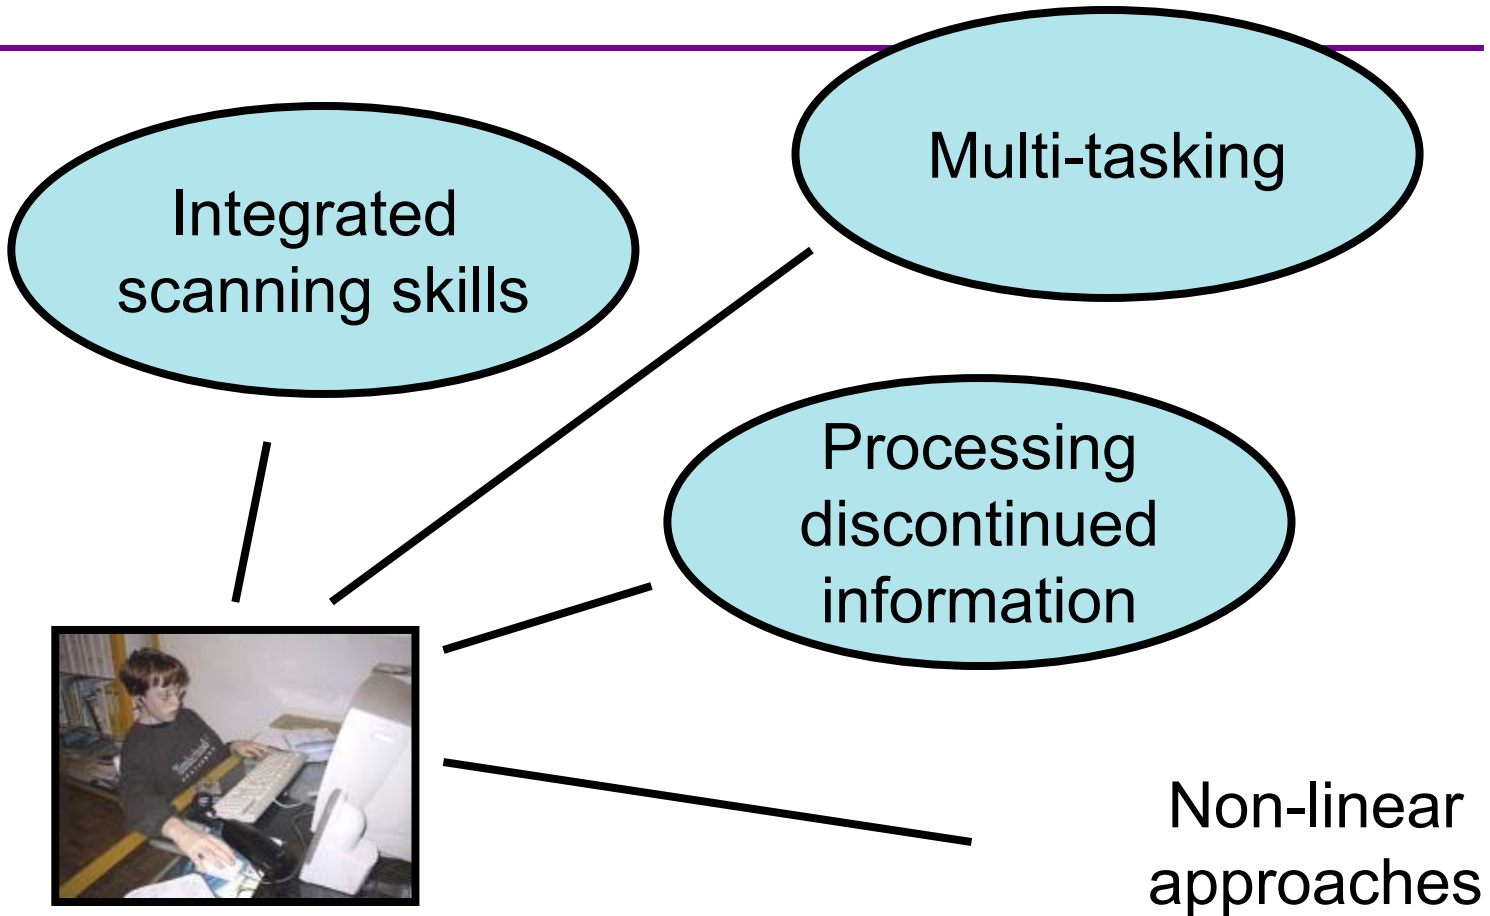 Integrated
scanning skills
Multi-tasking
Processing
discontinued
information
Non-linear
approaches